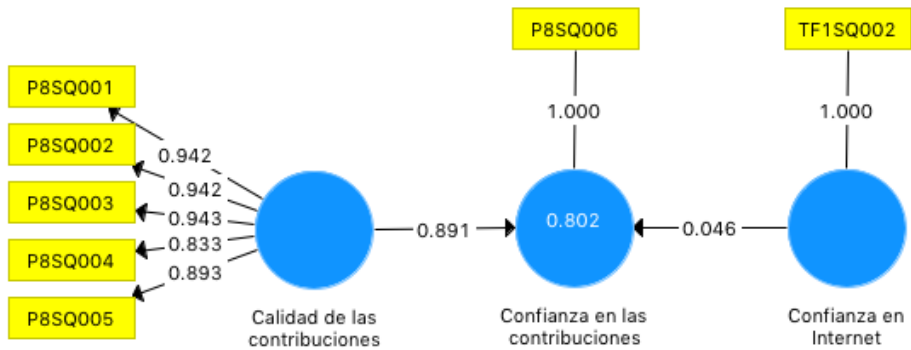 P8SQ006
TF1SQ002
P8SQ001
P8SQ002
P8SQ003
P8SQ004
P8SQ005
1.000
1.000
0.942
0.942
0.943
0.833
0.893
0.891
0.802
0.046
Calidad de las
contribuciones
Confianza en las
contribuciones
Confianza en
Internet